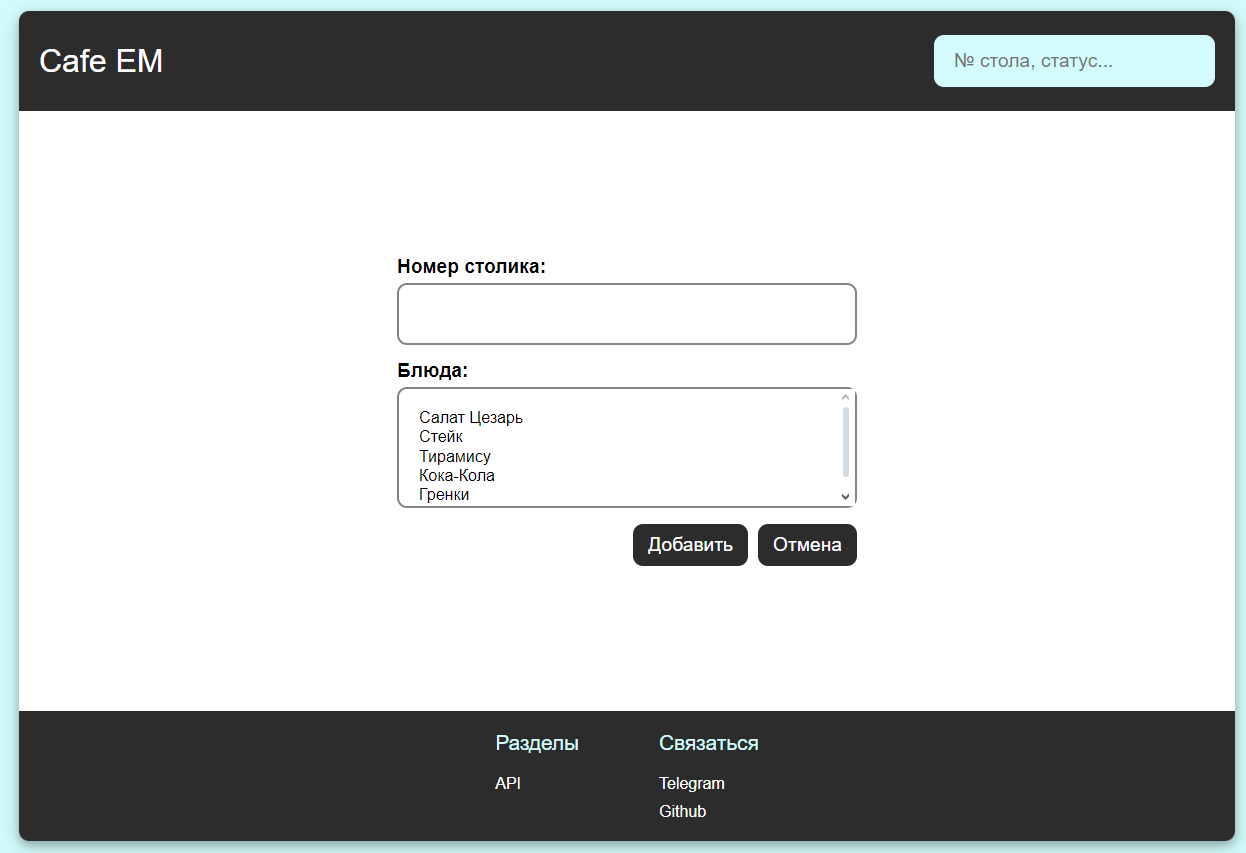 Cafe EM
№ стола, статус...
Номер столика:
Блюда:
Салат Цезарь
Стейк
Тирамису
Кока-Кола
Гренки
Добавить
Отмена
Разделы
API
Связаться
Telegram
Github